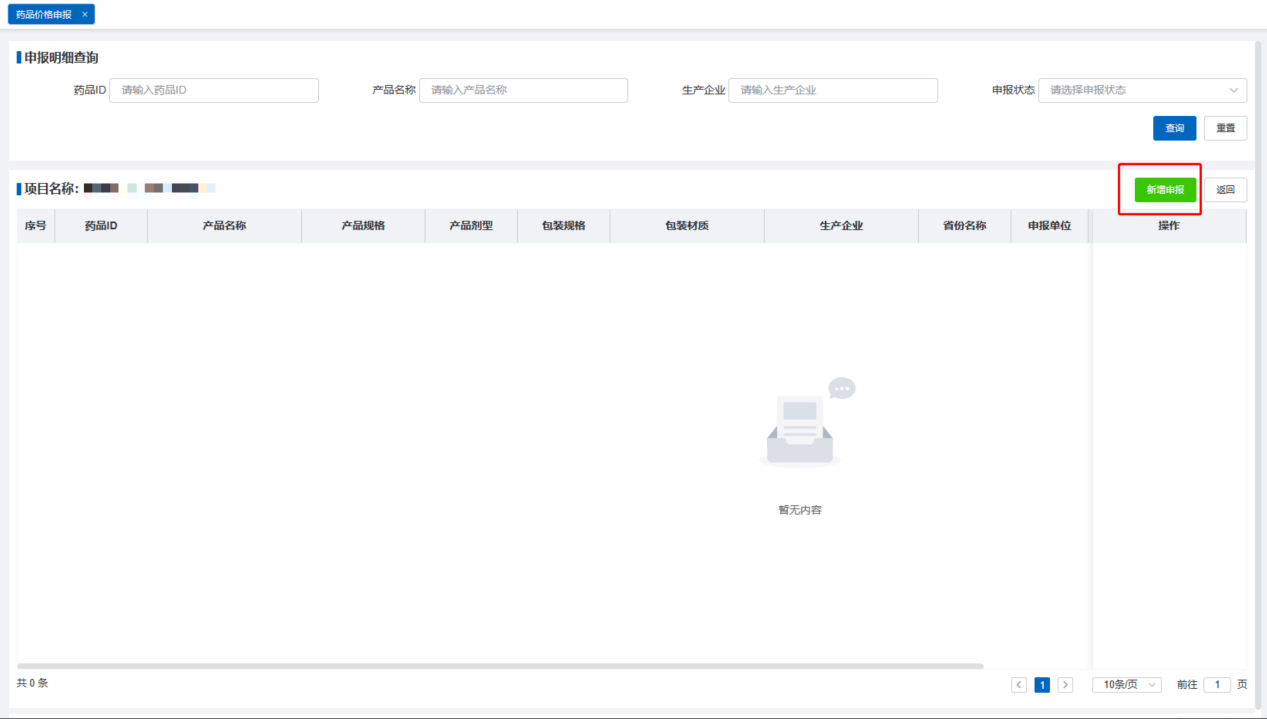 药品价格申报 ×
申报明细查询
药品ID 请输入药品ID 产品名称 请输入产品名称 生产企业 请输入生产企业 申报状态 请选择申报状态
查询 重置
项目名称： 新增申报 返回
序号 药品ID 产品名称 产品规格 产品剂型 包装规格 包装材质 生产企业 省份名称 申报单位 操作
暂无内容
共 0 条 1 10条/页 前往 1 页